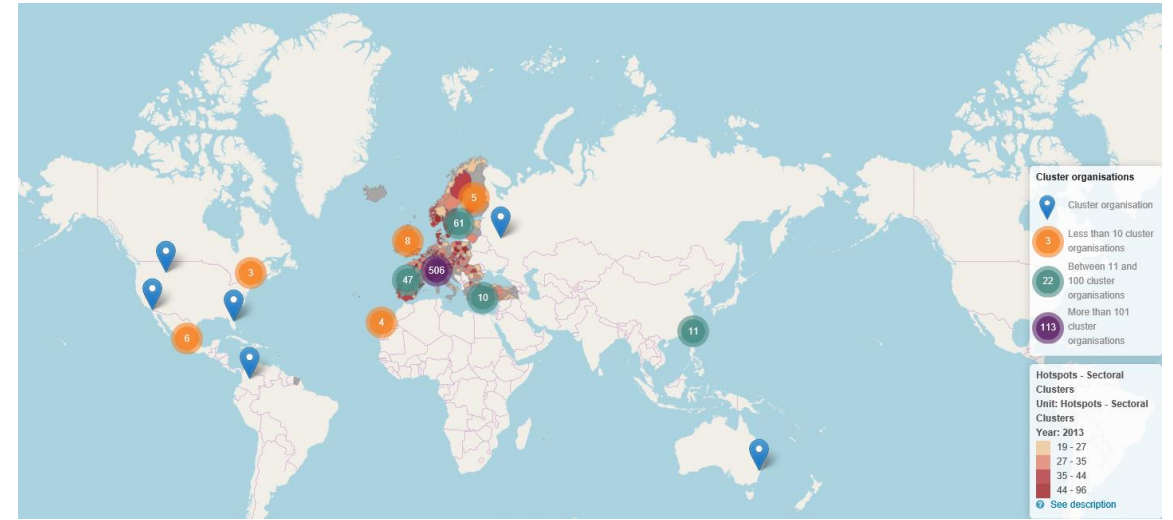 5
61
8
506
47
10
4
3
6
11
Cluster organisations
Cluster organisation
3
Less than 10 cluster
organisations
22
Between 11 and
100 cluster
organisations
113
More than 101
cluster
organisations
Hotspots - Sectoral
Clusters
Unit: Hotspots - Sectoral
Clusters
Year: 2013
19 - 27
27 - 35
35 - 44
44 - 96
? See description